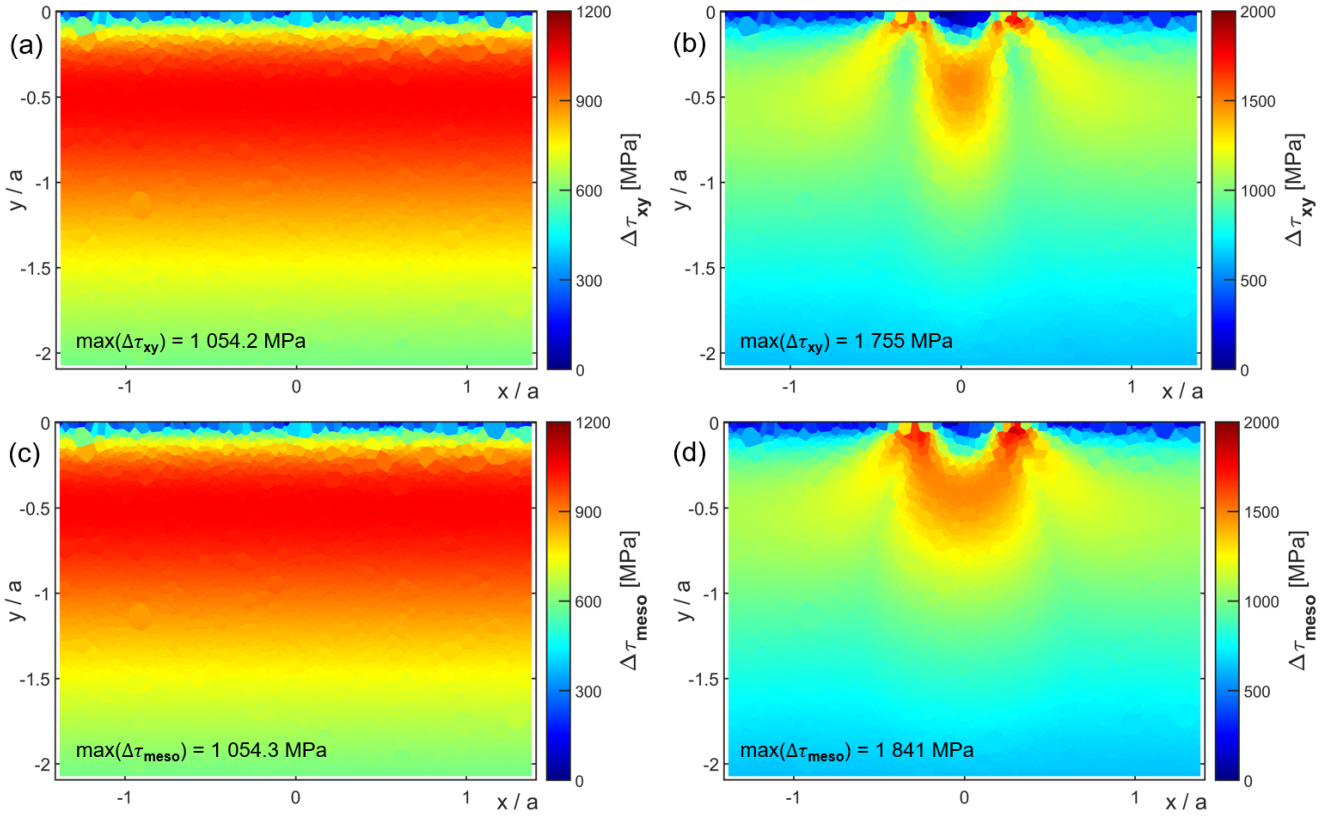 (a)
0
-0.5
-1
-1.5
-2
y / a
-1
0
1
x / a
max(Δτxy) = 1 054.2 MPa
1200
900
600
300
0
Δτxy [MPa]
(b)
0
-0.5
-1
-1.5
-2
y / a
-1
0
1
x / a
max(Δτxy) = 1 755 MPa
2000
1500
1000
500
0
Δτxy [MPa]
(c)
0
-0.5
-1
-1.5
-2
y / a
-1
0
1
x / a
max(Δτmeso) = 1 054.3 MPa
1200
900
600
300
0
Δτmeso [MPa]
(d)
0
-0.5
-1
-1.5
-2
y / a
-1
0
1
x / a
max(Δτmeso) = 1 841 MPa
2000
1500
1000
500
0
Δτmeso [MPa]